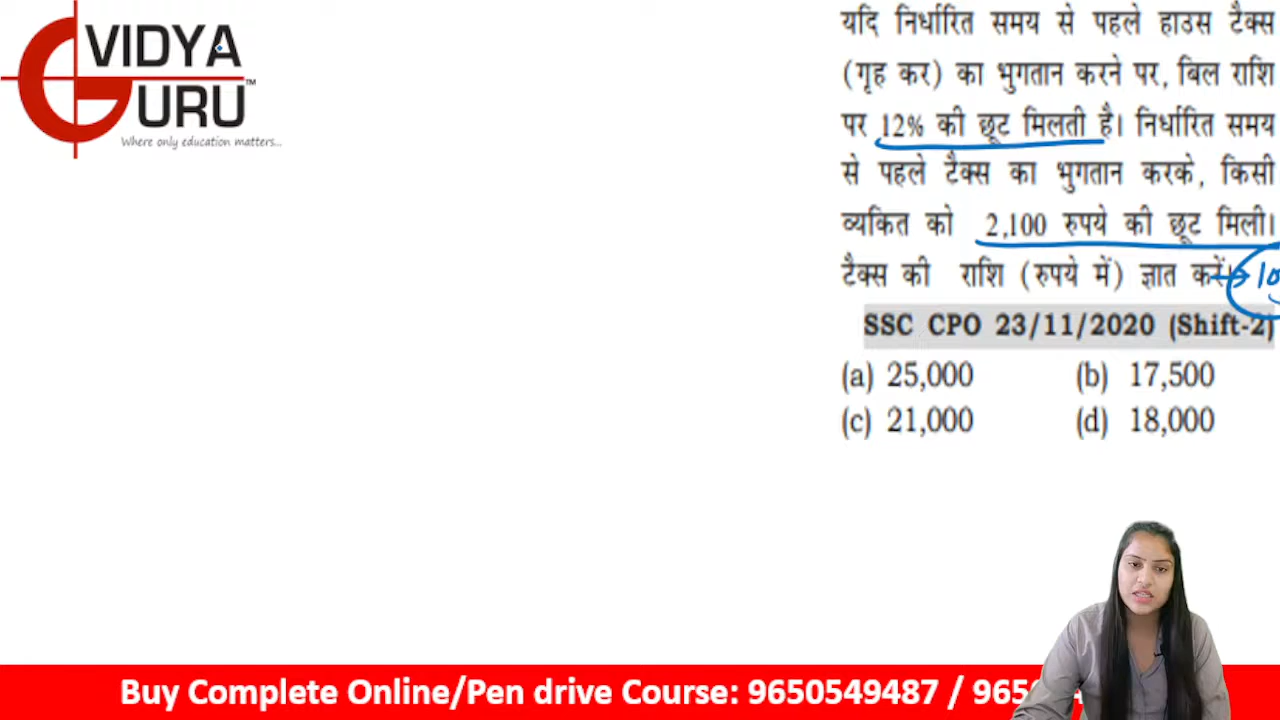 VIDYA
GURU™
Where only education matters...
यदि निर्धारित समय से पहले हाउस टैक्स
(गृह कर) का भुगतान करने पर, बिल राशि
पर 12% की छूट मिलती है। निर्धारित समय
से पहले टैक्स का भुगतान करके, किसी
व्यकित को 2,100 रुपये की छूट मिली।
टैक्स की राशि (रुपये में) ज्ञात करें।
SSC CPO 23/11/2020 (Shift-2)
(a) 25,000 (b) 17,500
(c) 21,000 (d) 18,000
Buy Complete Online/Pen drive Course: 9650549487 /